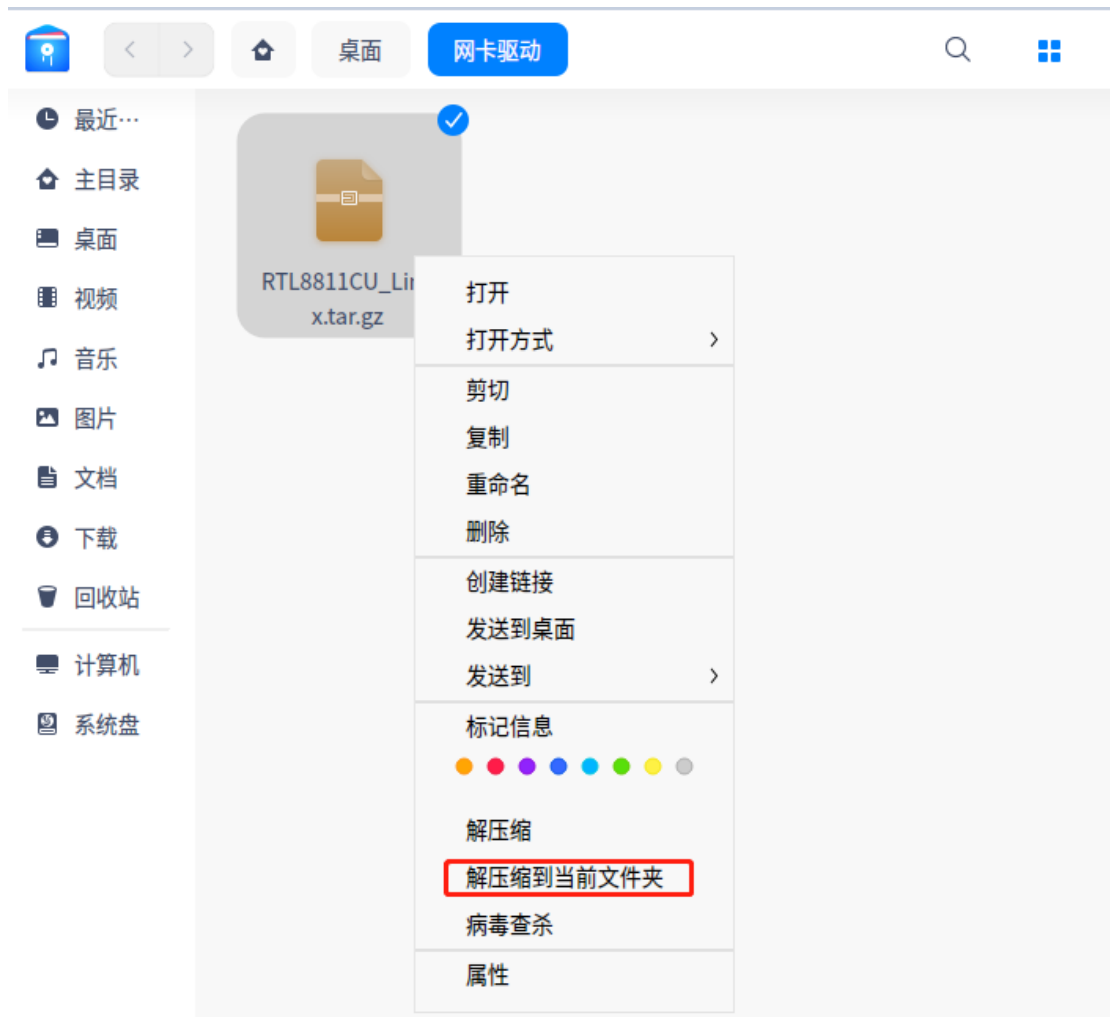 桌面
网卡驱动
最近…
主目录
桌面
视频
音乐
图片
文档
下载
回收站
计算机
系统盘
RTL8811CU_Lin
x.tar.gz
打开
打开方式
剪切
复制
重命名
删除
创建链接
发送到桌面
发送到
标记信息
解压缩
解压缩到当前文件夹
病毒查杀
属性